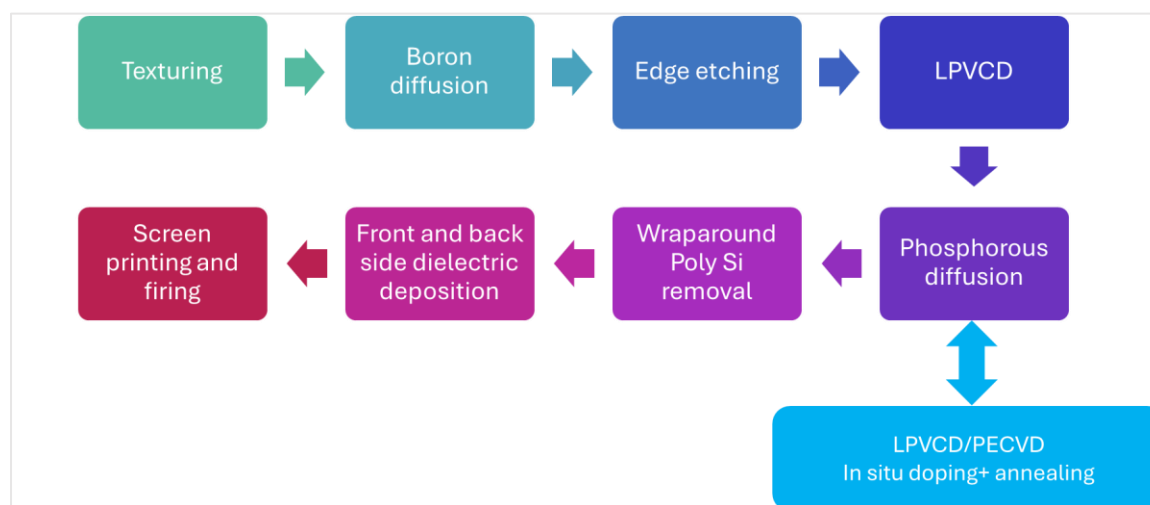 Texturing
Boron
diffusion
Edge etching
LPVCD
Phosphorous
diffusion
Wraparound
Poly Si
removal
Front and back
side dielectric
deposition
Screen
printing and
firing
LPVCD/PECVD
In situ doping+ annealing